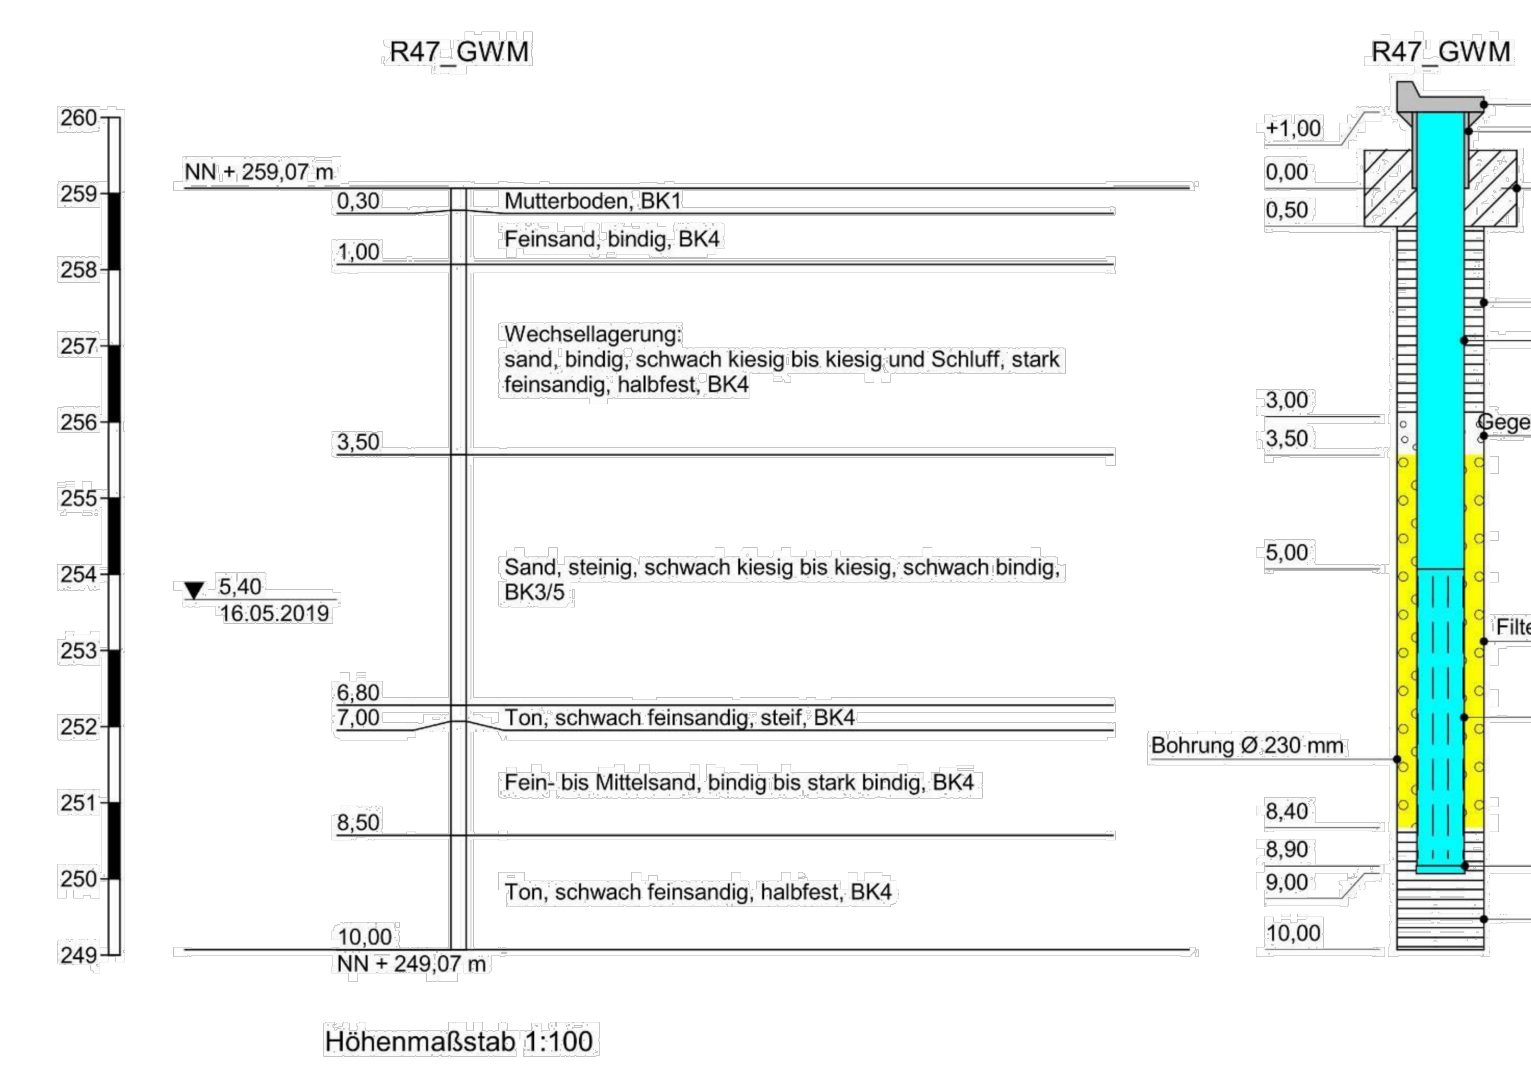 R47_GWM
R47_GWM
260
259
258
257
256
255
254
253
252
251
250
249
NN + 259,07 m
0,30
Mutterboden, BK1
Feinsand, bindig, BK4
1,00
Wechsellagerung:
sand, bindig, schwach kiesig bis kiesig und Schluff, stark
feinsandig, halbfest, BK4
3,50
Sand, steinig, schwach kiesig bis kiesig, schwach bindig,
BK3/5
5,40
16.05.2019
6,80
7,00
Ton, schwach feinsandig, steif, BK4
Fein- bis Mittelsand, bindig bis stark bindig, BK4
8,50
Ton, schwach feinsandig, halbfest, BK4
10,00
NN + 249,07 m
Höhenmaßstab 1:100
+1,00
0,00
0,50
3,00
Gege
3,50
5,00
Filte
Bohrung Ø 230 mm
8,40
8,90
9,00
10,00